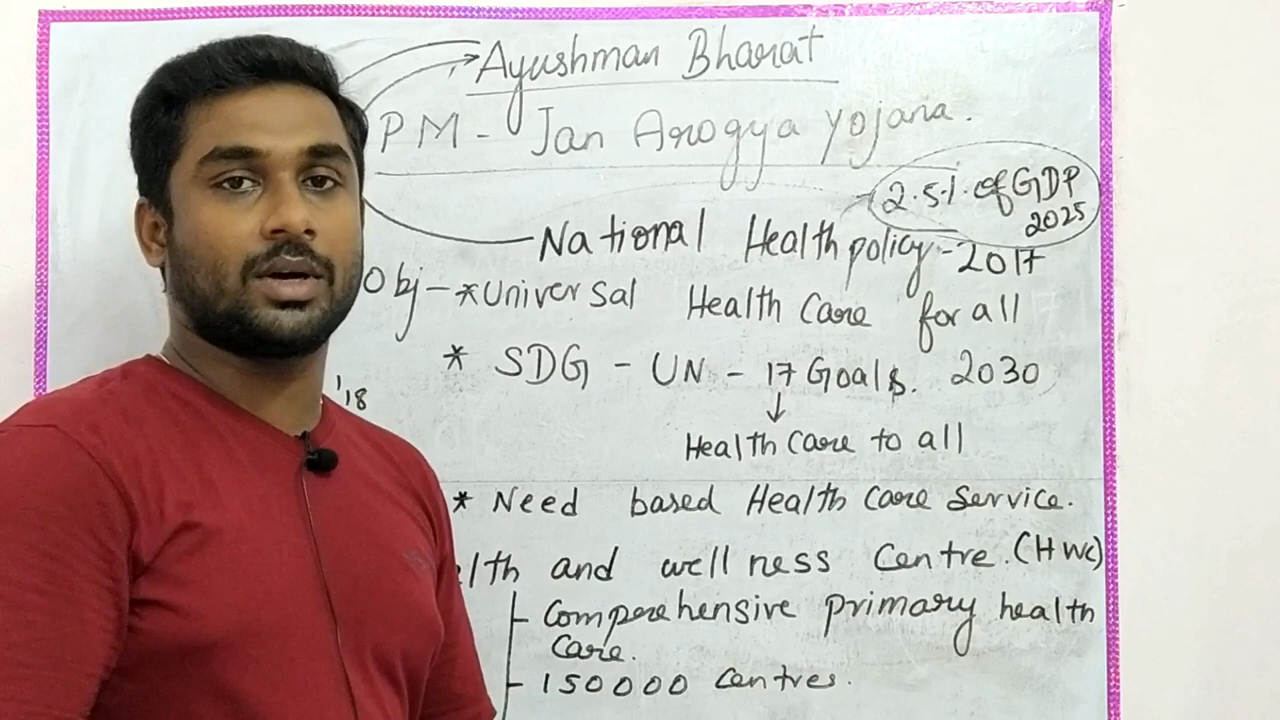 Ayushman Bharat
PM - Jan Arogya Yojana.
2.5%. of GDP
2025
National Health policy - 2017
Obj - * Universal Health Care for all
* SDG - UN - 17 Goals. 2030
'18
↓
Health care to all
* Need based Health care service.
lth and wellness Centre. (HWC)
- Comprehensive primary health
care.
- 150000 centres.